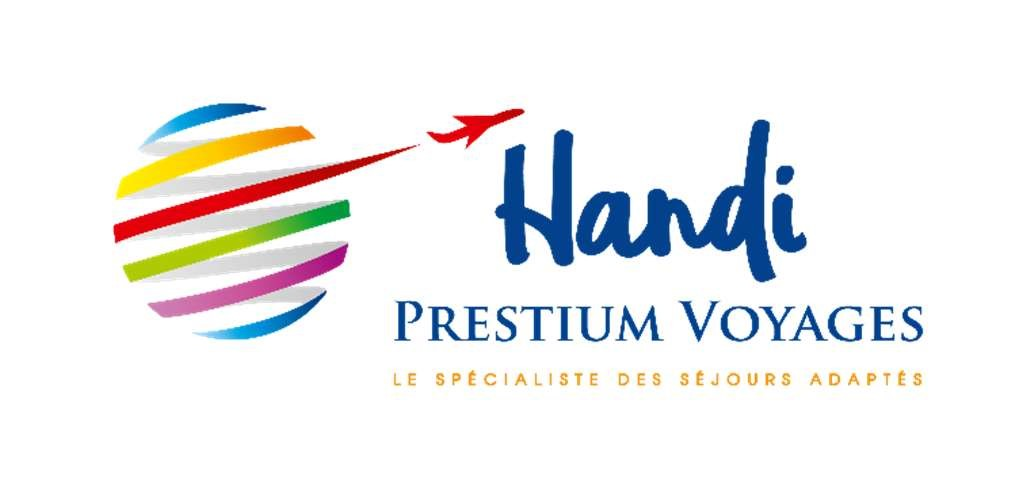 Handi
PRESTIUM VOYAGES
LE SPÉCIALISTE DES SÉJOURS ADAPTÉS